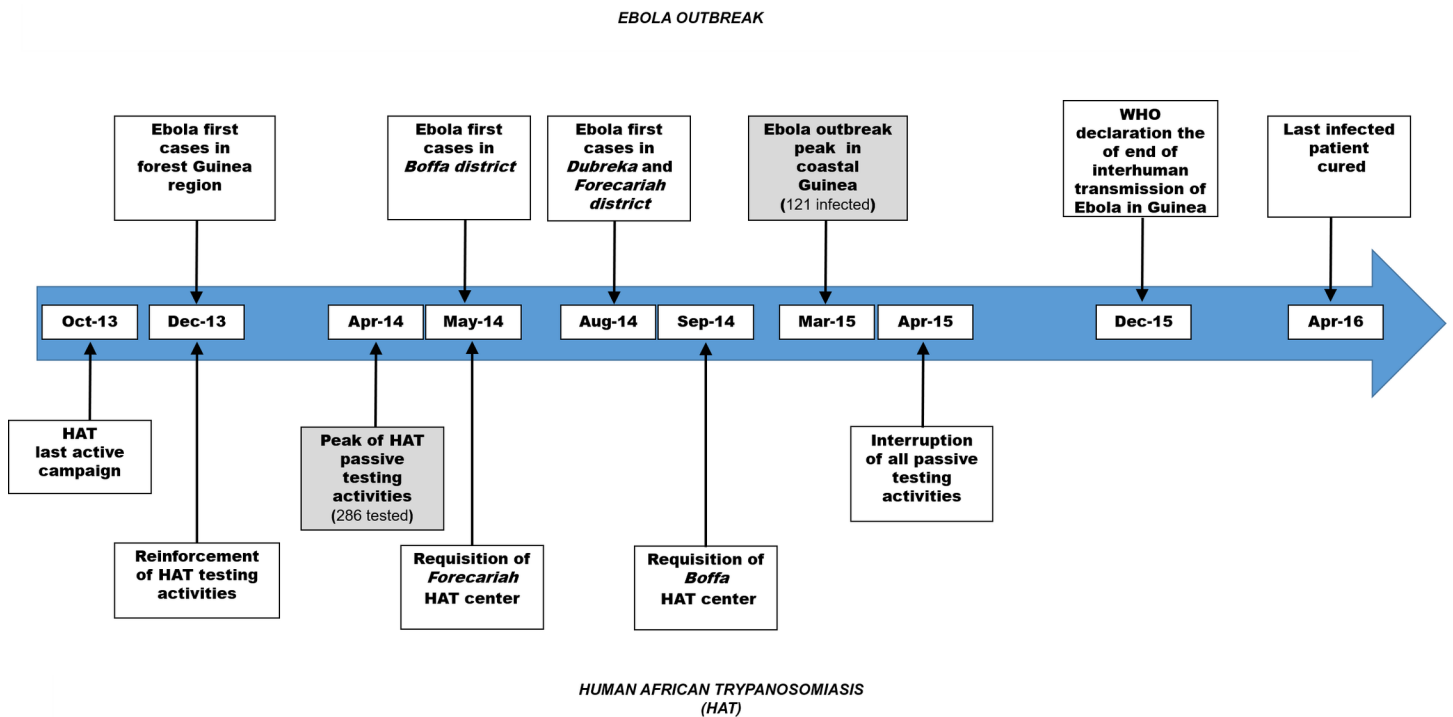 EBOLA OUTBREAK
Ebola first
cases in
forest Guinea
region
Ebola first
cases in
Boffa district
Ebola first
cases in
Dubreka and
Forecariah
district
Ebola outbreak
peak in
coastal
Guinea
(121 infected)
WHO
declaration the
of end of
interhuman
transmission of
Ebola in Guinea
Last infected
patient
cured
Oct-13
Dec-13
Apr-14
May-14
Aug-14
Sep-14
Mar-15
Apr-15
Dec-15
Apr-16
HAT
last active
campaign
Reinforcement
of HAT testing
activities
Peak of HAT
passive
testing
activities
(286 tested)
Requisition of
Forecariah
HAT center
Requisition of
Boffa
HAT center
Interruption
of all passive
testing
activities
HUMAN AFRICAN TRYPANOSOMIASIS
(HAT)